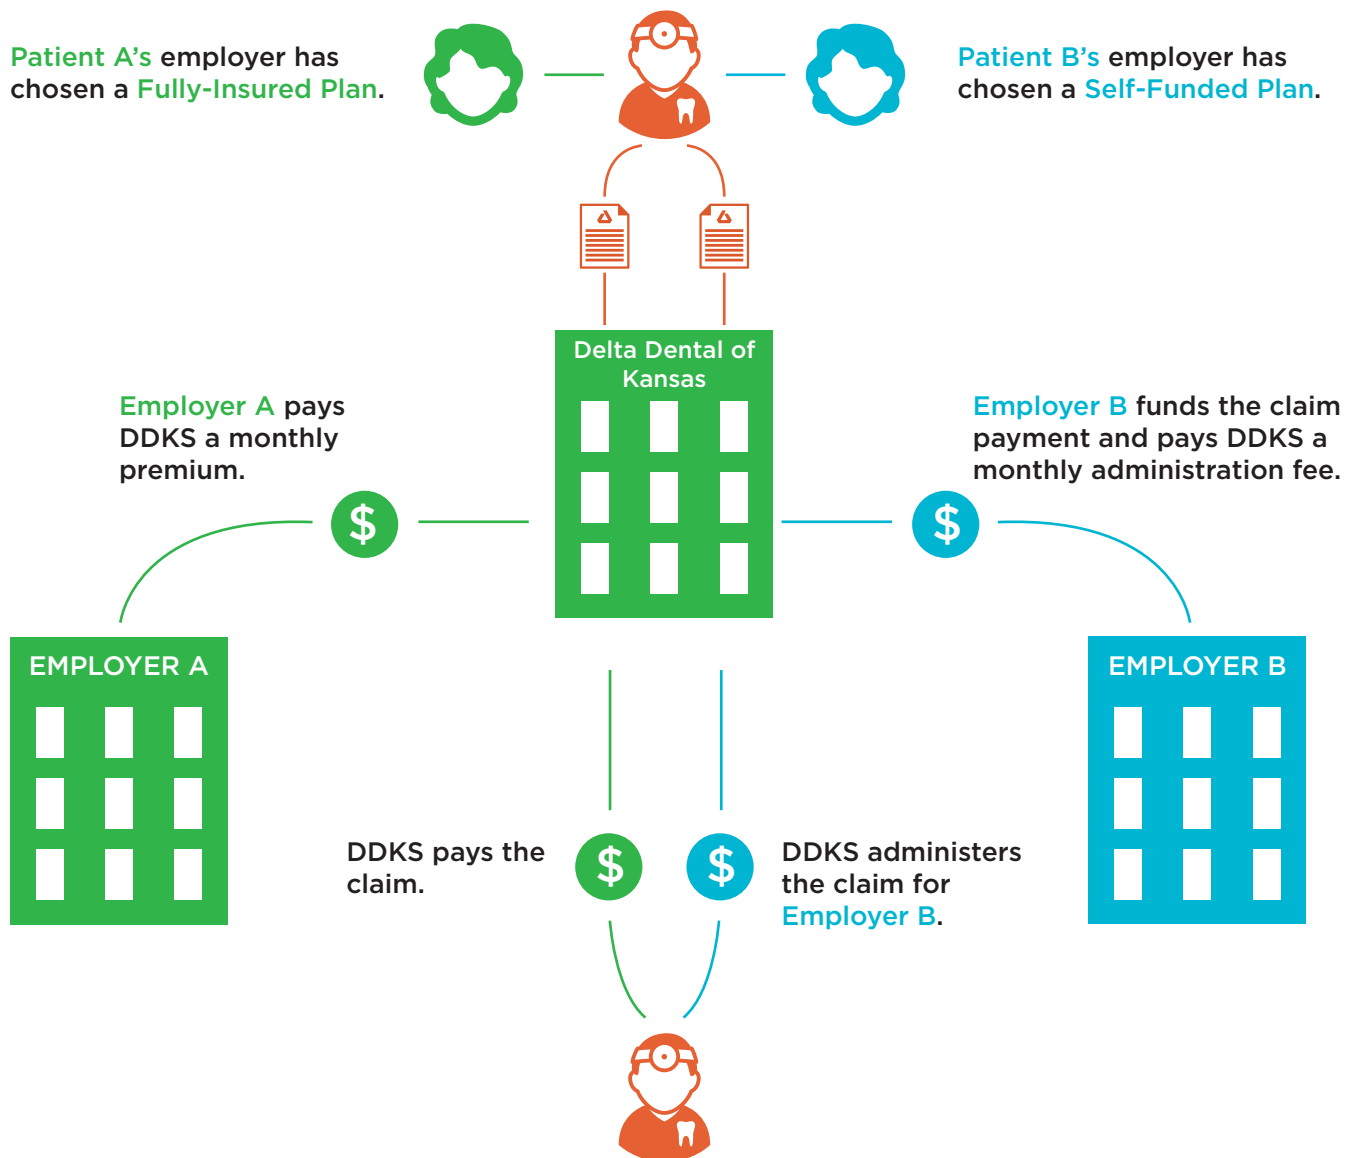 Patient A’s employer has
chosen a Fully-Insured Plan.
Patient B’s employer has
chosen a Self-Funded Plan.
Delta Dental of
Kansas
Employer A pays
DDKS a monthly
premium.
$
Employer B funds the claim
payment and pays DDKS a
monthly administration fee.
$
EMPLOYER A
EMPLOYER B
DDKS pays the
claim.
$
$
DDKS administers
the claim for
Employer B.